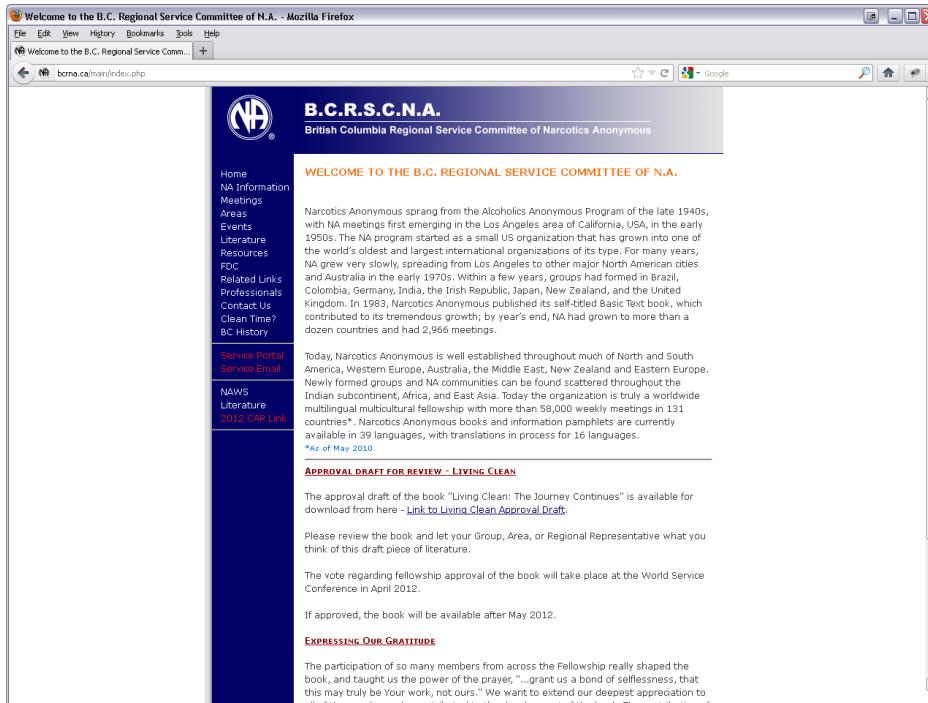 Welcome to the B.C. Regional Service Committee of N.A. - Mozilla Firefox
File Edit View History Bookmarks Tools Help
Welcome to the B.C. Regional Service Comm... +
bcrna.ca/main/index.php
Google
NA
B.C.R.S.C.N.A.
British Columbia Regional Service Committee of Narcotics Anonymous
Home
NA Information
Meetings
Areas
Events
Literature
Resources
FDC
Related Links
Professionals
Contact Us
Clean Time?
BC History
Service Portal
Service Email
NAWS
Literature
2012 CAR Link
WELCOME TO THE B.C. REGIONAL SERVICE COMMITTEE OF N.A.
Narcotics Anonymous sprang from the Alcoholics Anonymous Program of the late 1940s,
with NA meetings first emerging in the Los Angeles area of California, USA, in the early
1950s. The NA program started as a small US organization that has grown into one of
the world's oldest and largest international organizations of its type. For many years,
NA grew very slowly, spreading from Los Angeles to other major North American cities
and Australia in the early 1970s. Within a few years, groups had formed in Brazil,
Colombia, Germany, India, the Irish Republic, Japan, New Zealand, and the United
Kingdom. In 1983, Narcotics Anonymous published its self-titled Basic Text book, which
contributed to its tremendous growth; by year's end, NA had grown to more than a
dozen countries and had 2,966 meetings.
Today, Narcotics Anonymous is well established throughout much of North and South
America, Western Europe, Australia, the Middle East, New Zealand and Eastern Europe.
Newly formed groups and NA communities can be found scattered throughout the
Indian subcontinent, Africa, and East Asia. Today the organization is truly a worldwide
multilingual multicultural fellowship with more than 58,000 weekly meetings in 131
countries*. Narcotics Anonymous books and information pamphlets are currently
available in 39 languages, with translations in process for 16 languages.
*As of May 2010
APPROVAL DRAFT FOR REVIEW - LIVING CLEAN
The approval draft of the book "Living Clean: The Journey Continues" is available for
download from here - Link to Living Clean Approval Draft.
Please review the book and let your Group, Area, or Regional Representative what you
think of this draft piece of literature.
The vote regarding fellowship approval of the book will take place at the World Service
Conference in April 2012.
If approved, the book will be available after May 2012.
EXPRESSING OUR GRATITUDE
The participation of so many members from across the Fellowship really shaped the
book, and taught us the power of the prayer, "...grant us a bond of selflessness, that
this may truly be Your work, not ours." We want to extend our deepest appreciation to